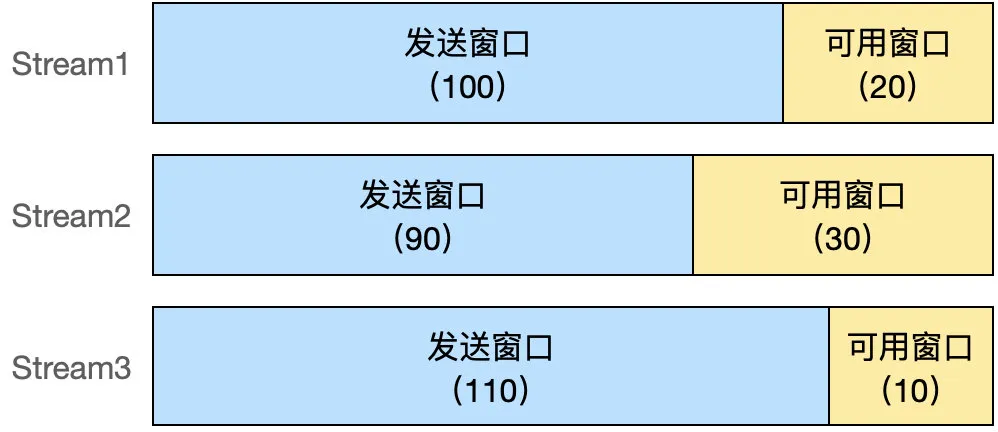 Stream1
发送窗口
（100）
可用窗口
（20）
Stream2
发送窗口
（90）
可用窗口
（30）
Stream3
发送窗口
（110）
可用窗口
（10）